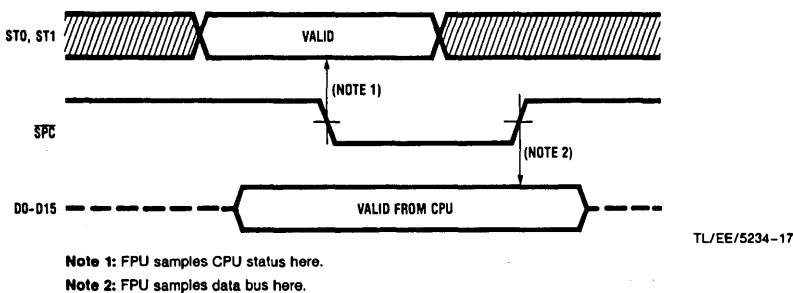 ST0, ST1
VALID
(NOTE 1)
SPC
(NOTE 2)
D0-D15
VALID FROM CPU
TL/EE/5234-17
Note 1: FPU samples CPU status here.
Note 2: FPU samples data bus here.